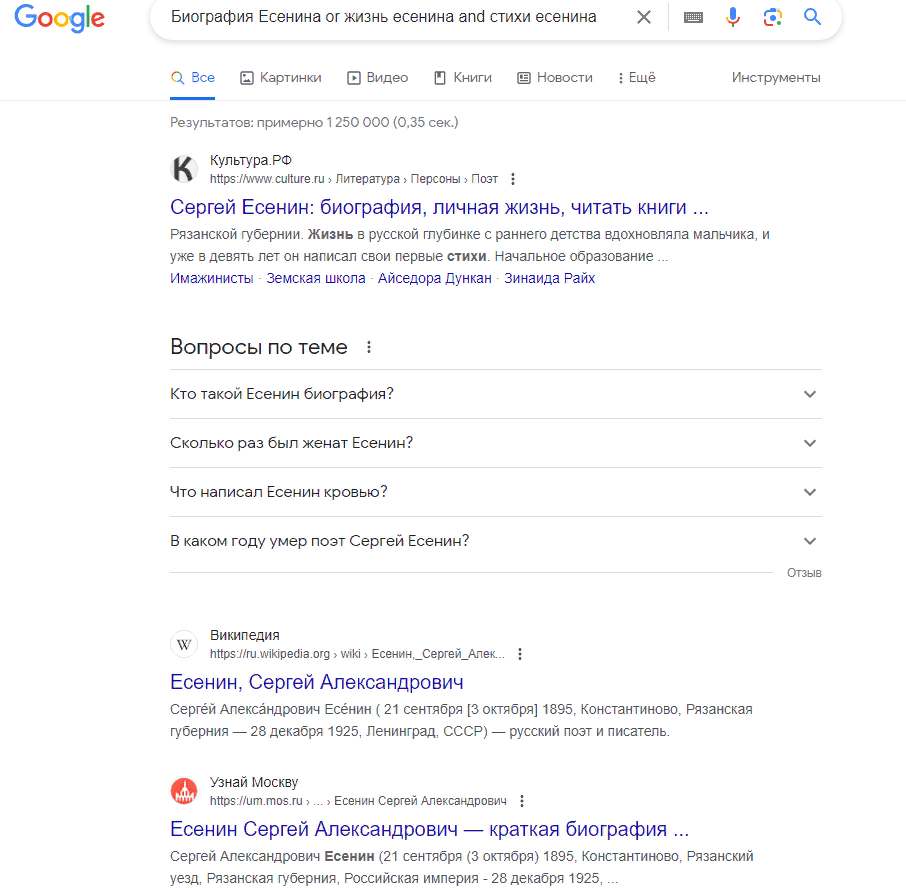 Google
Биография Есенина or жизнь есенина and стихи есенина
Все Картинки Видео Книги Новости Ещё Инструменты
Результатов: примерно 1 250 000 (0,35 сек.)
Культура.РФ
https://www.culture.ru › Литература › Персоны › Поэт
Сергей Есенин: биография, личная жизнь, читать книги ...
Рязанской губернии. Жизнь в русской глубинке с раннего детства вдохновляла мальчика, и
уже в девять лет он написал свои первые стихи. Начальное образование ...
Имажинисты · Земская школа · Айседора Дункан · Зинаида Райх
Вопросы по теме
Кто такой Есенин биография?
Сколько раз был женат Есенин?
Что написал Есенин кровью?
В каком году умер поэт Сергей Есенин?
Отзыв
W
Википедия
https://ru.wikipedia.org › wiki › Есенин,_Сергей_Алек...
Есенин, Сергей Александрович
Серге́й Алекса́ндрович Есе́нин ( 21 сентября [3 октября] 1895, Константиново, Рязанская
губерния — 28 декабря 1925, Ленинград, СССР) — русский поэт и писатель.
Узнай Москву
https://um.mos.ru › ... › Есенин Сергей Александрович
Есенин Сергей Александрович — краткая биография ...
Сергей Александрович Есенин (21 сентября (3 октября) 1895, Константиново, Рязанский
уезд, Рязанская губерния, Российская империя - 28 декабря 1925, ...